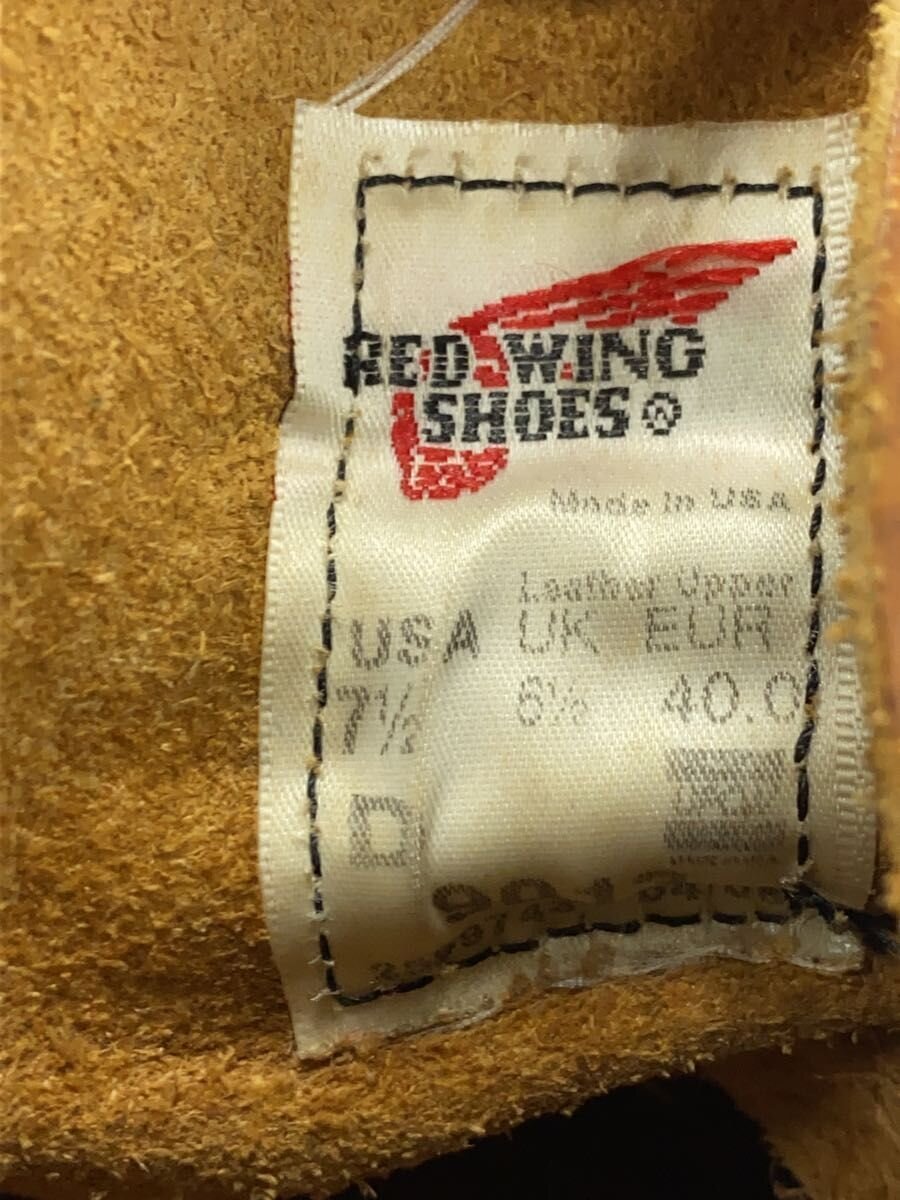 RED WING
SHOES®
Made in USA
Leather Upper
USA UK EUR
7½ 6½ 40.0
D